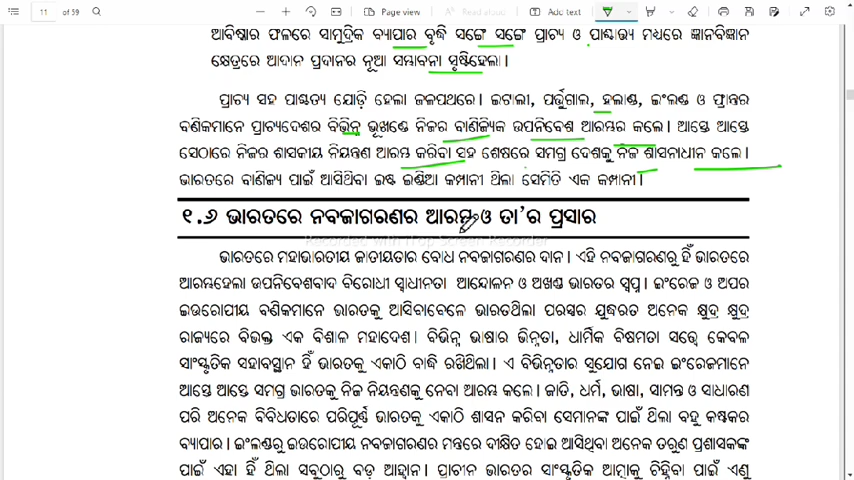 11 of 59
Page view
Read aloud
Add text
ଆବିଷ୍କାର ଫଳରେ ସାମୁଦ୍ରିକ ବ୍ୟାପାର ବୃଦ୍ଧି ସଙ୍ଗେ ସଙ୍ଗେ ପ୍ରାଚ୍ୟ ଓ ପାଶ୍ଚାତ୍ୟ ମଧ୍ୟରେ ଜ୍ଞାନବିଜ୍ଞାନ
କ୍ଷେତ୍ରରେ ଆଦାନ ପ୍ରଦାନର ନୂଆ ସମ୍ଭାବନା ସୃଷ୍ଟିହେଲା ।
ପ୍ରାଚ୍ୟ ସହ ପାଶ୍ଚତ୍ୟ ଯୋଡ଼ି ହେଲା ଜଳପଥରେ । ଇଟାଲୀ, ପର୍ତ୍ତୁଗାଲ, ହଲାଣ୍ଡ, ଇଂଲଣ୍ଡ ଓ ଫ୍ରାନ୍ସର
ବଣିକମାନେ ପ୍ରାଚ୍ୟଦେଶର ବିଭିନ୍ନ ଭୂଖଣ୍ଡେ ନିଜର ବାଣିଜ୍ୟିକ ଉପନିବେଶ ଆରମ୍ଭର କଲେ । ଆସ୍ତେ ଆସ୍ତେ
ସେଠାରେ ନିଜର ଶାସକୀୟ ନିୟନ୍ତ୍ରଣ ଆରମ୍ଭ କରିବା ସହ ଶେଷରେ ସମଗ୍ର ଦେଶକୁ ନିଜ ଶାସନାଧୀନ କଲେ ।
ଭାରତରେ ବାଣିଜ୍ୟ ପାଇଁ ଆସିଥିବା ଇଷ୍ଟ ଇଣ୍ଡିଆ କମ୍ପାନୀ ଥିଲା ସେମିତି ଏକ କମ୍ପାନୀ ।
୧.୬ ଭାରତରେ ନବଜାଗରଣର ଆରମ୍ଭ ଓ ତା'ର ପ୍ରସାର
Recorded with iTop Screen Recorder
ଭାରତରେ ମହାଭାରତୀୟ ଜାତୀୟତାର ବୋଧ ନବଜାଗରଣର ଦାନ । ଏହି ନବଜାଗରଣରୁ ହିଁ ଭାରତରେ
ଆରମ୍ଭହେଲା ଉପନିବେଶବାଦ ବିରୋଧୀ ସ୍ୱାଧୀନତା ଆନ୍ଦୋଳନ ଓ ଅଖଣ୍ଡ ଭାରତର ସ୍ୱପ୍ନ । ଇଂରେଜ ଓ ଅପର
ଇଉରୋପୀୟ ବଣିକମାନେ ଭାରତକୁ ଆସିବାବେଳେ ଭାରତଥିଲା ପରସ୍ପର ଯୁଦ୍ଧରତ ଅନେକ କ୍ଷୁଦ୍ର କ୍ଷୁଦ୍ର
ରାଜ୍ୟରେ ବିଭକ୍ତ ଏକ ବିଶାଳ ମହାଦେଶ । ବିଭିନ୍ନ ଭାଷାର ଭିନ୍ନତା, ଧାର୍ମିକ ବିଷମତା ସତ୍ତ୍ୱେ କେବଳ
ସାଂସ୍କୃତିକ ସହାବସ୍ଥାନ ହିଁ ଭାରତକୁ ଏକାଠି ବାନ୍ଧି ରଖିଥିଲା । ଏ ବିଭିନ୍ନତାର ସୁଯୋଗ ନେଇ ଇଂରେଜମାନେ
ଆସ୍ତେ ଆସ୍ତେ ସମଗ୍ର ଭାରତକୁ ନିଜ ନିୟନ୍ତ୍ରଣକୁ ନେବା ଆରମ୍ଭ କଲେ । ଜାତି, ଧର୍ମ, ଭାଷା, ସାମନ୍ତ ଓ ସାଧାରଣ
ପରି ଅନେକ ବିବିଧତାରେ ପରିପୂର୍ଣ୍ଣ ଭାରତକୁ ଏକାଠି ଶାସନ କରିବା ସେମାନଙ୍କ ପାଇଁ ଥିଲା ବହୁ କଷ୍ଟକର
ବ୍ୟାପାର । ଇଂଲଣ୍ଡରୁ ଇଉରୋପୀୟ ନବଜାଗରଣର ମନ୍ତ୍ରରେ ଦୀକ୍ଷିତ ହୋଇ ଆସିଥିବା ଅନେକ ତରୁଣ ପ୍ରଶାସକଙ୍କ
ପାଇଁ ଏହା ହିଁ ଥିଲା ସବୁଠାରୁ ବଡ଼ ଆହ୍ୱାନ । ପ୍ରାଚୀନ ଭାରତର ସାଂସ୍କୃତିକ ଆତ୍ମାକୁ ଚିହ୍ନିବା ପାଇଁ ଏଣୁ